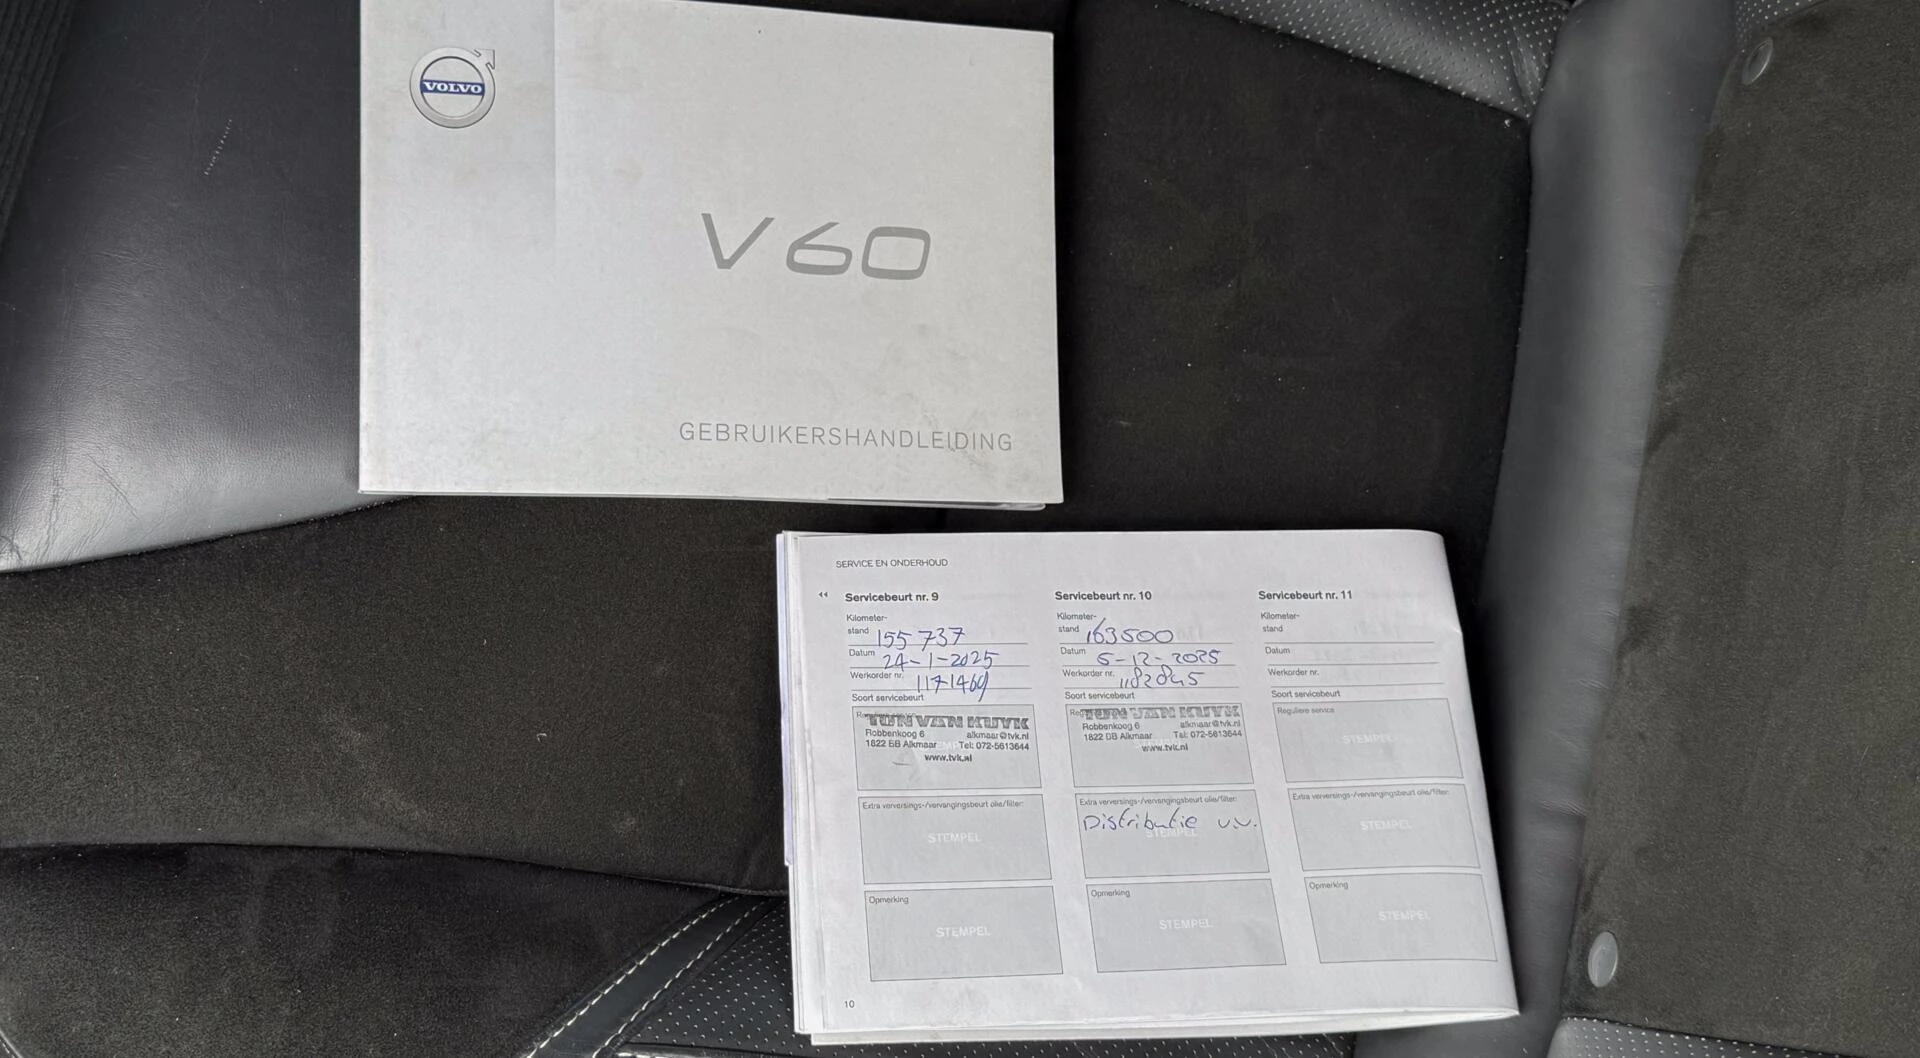 VOLVO
V60
GEBRUIKERSHANDLEIDING
SERVICE EN ONDERHOUD
Servicebeurt nr. 9
Kilometer-
stand 155 737
Datum 24-1-2025
Werkorder nr. 1171469
Soort servicebeurt
TON VAN KUYK
Robbenkoog 6 alkmaar@tvk.nl
1822 BB Alkmaar Tel: 072-5613644
www.tvk.nl
Extra verversings-/vervangingsbeurt olie/filter:
STEMPEL
Opmerking
STEMPEL
Servicebeurt nr. 10
Kilometer-
stand 163500
Datum 5-12-2025
Werkorder nr. 1182845
Soort servicebeurt
TON VAN KUYK
Robbenkoog 6 alkmaar@tvk.nl
1822 BB Alkmaar Tel: 072-5613644
www.tvk.nl
Extra verversings-/vervangingsbeurt olie/filter:
Distributie v.v.
STEMPEL
Opmerking
STEMPEL
Servicebeurt nr. 11
Kilometer-
stand
Datum
Werkorder nr.
Soort servicebeurt
Reguliere service
STEMPEL
Extra verversings-/vervangingsbeurt olie/filter:
STEMPEL
Opmerking
STEMPEL
10